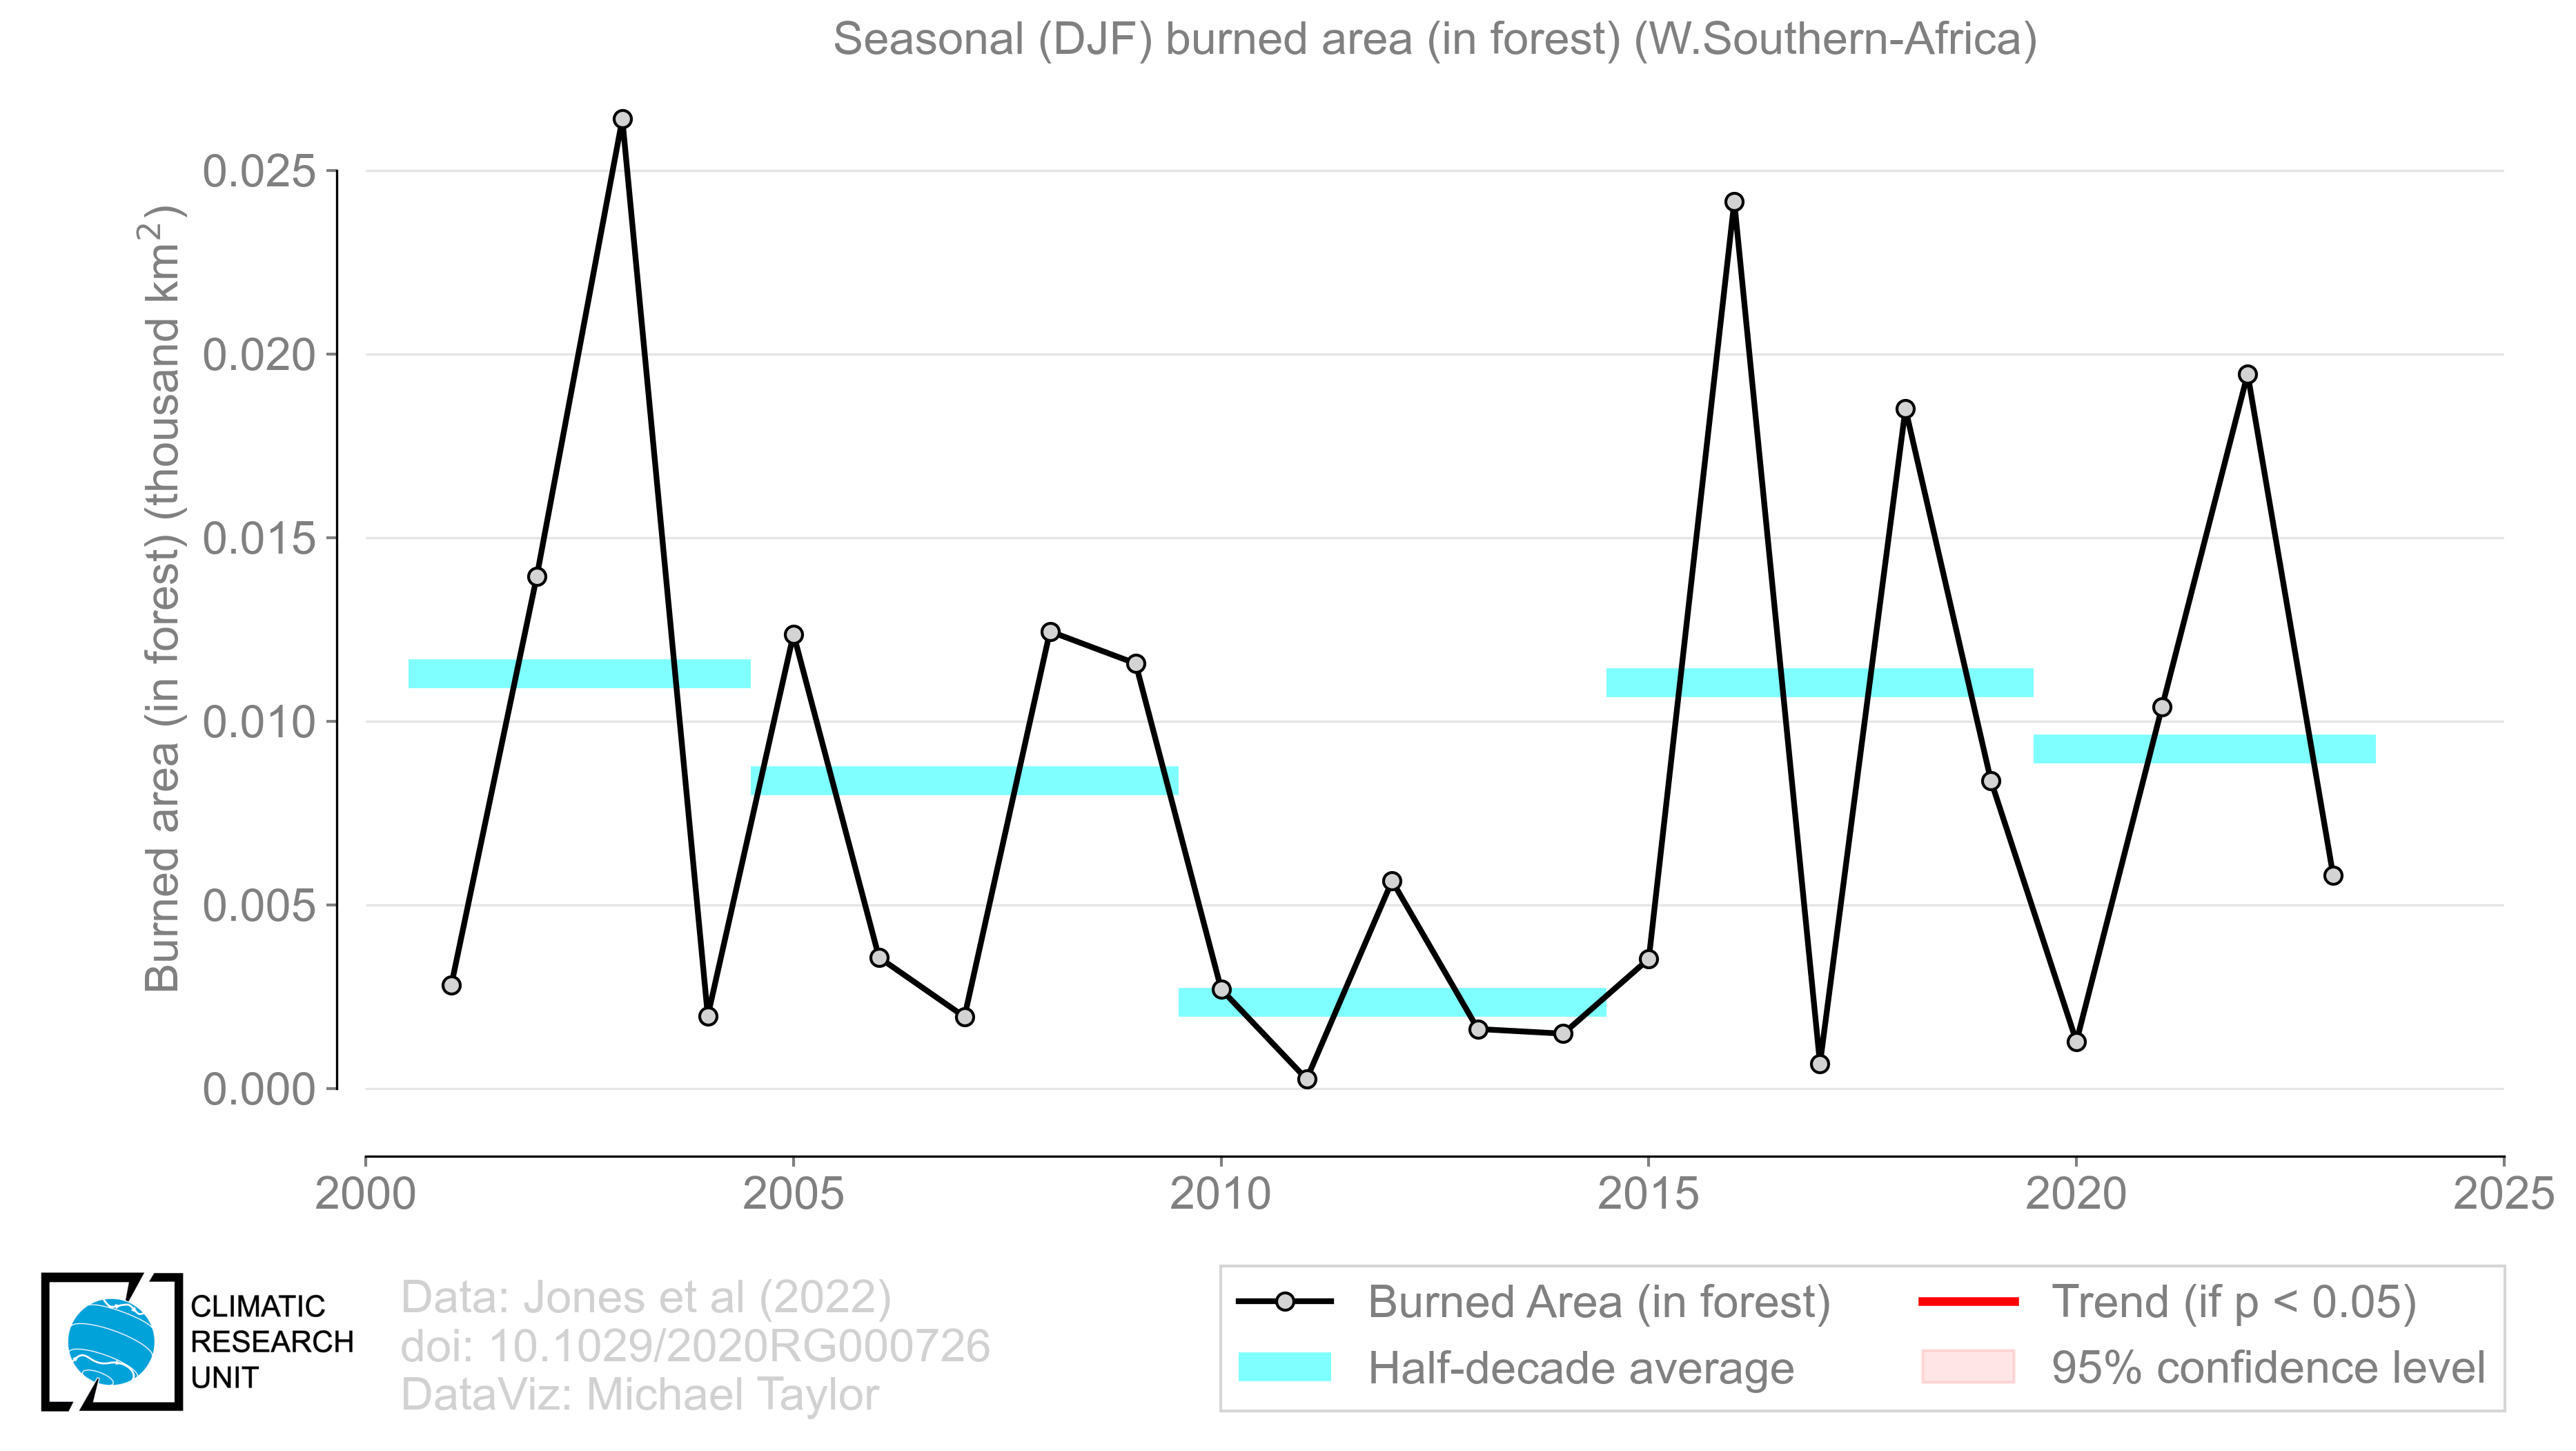 Seasonal (DJF) burned area (in forest) (W.Southern-Africa)
Burned area (in forest) (thousand km²)
0.025
0.020
0.015
0.010
0.005
0.000
2000 2005 2010 2015 2020 2025
CLIMATIC
RESEARCH
UNIT
Data: Jones et al (2022)
doi: 10.1029/2020RG000726
DataViz: Michael Taylor
Burned Area (in forest)
Half-decade average
Trend (if p < 0.05)
95% confidence level